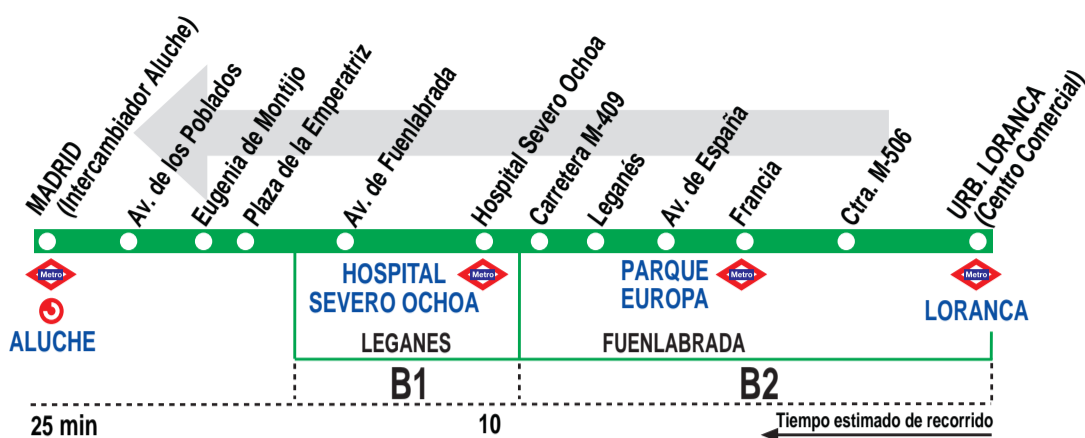 MADRID
(Intercambiador Aluche)
Av. de los Poblados
Eugenia de Montijo
Plaza de la Emperatriz
Av. de Fuenlabrada
Hospital Severo Ochoa
Carretera M-409
Leganés
Av. de España
Francia
Ctra. M-506
URB. LORANCA
(Centro Comercial)
Metro
Metro
Metro
Metro
ALUCHE
HOSPITAL
SEVERO OCHOA
PARQUE
EUROPA
LORANCA
LEGANES
FUENLABRADA
B1
B2
25 min
10
Tiempo estimado de recorrido